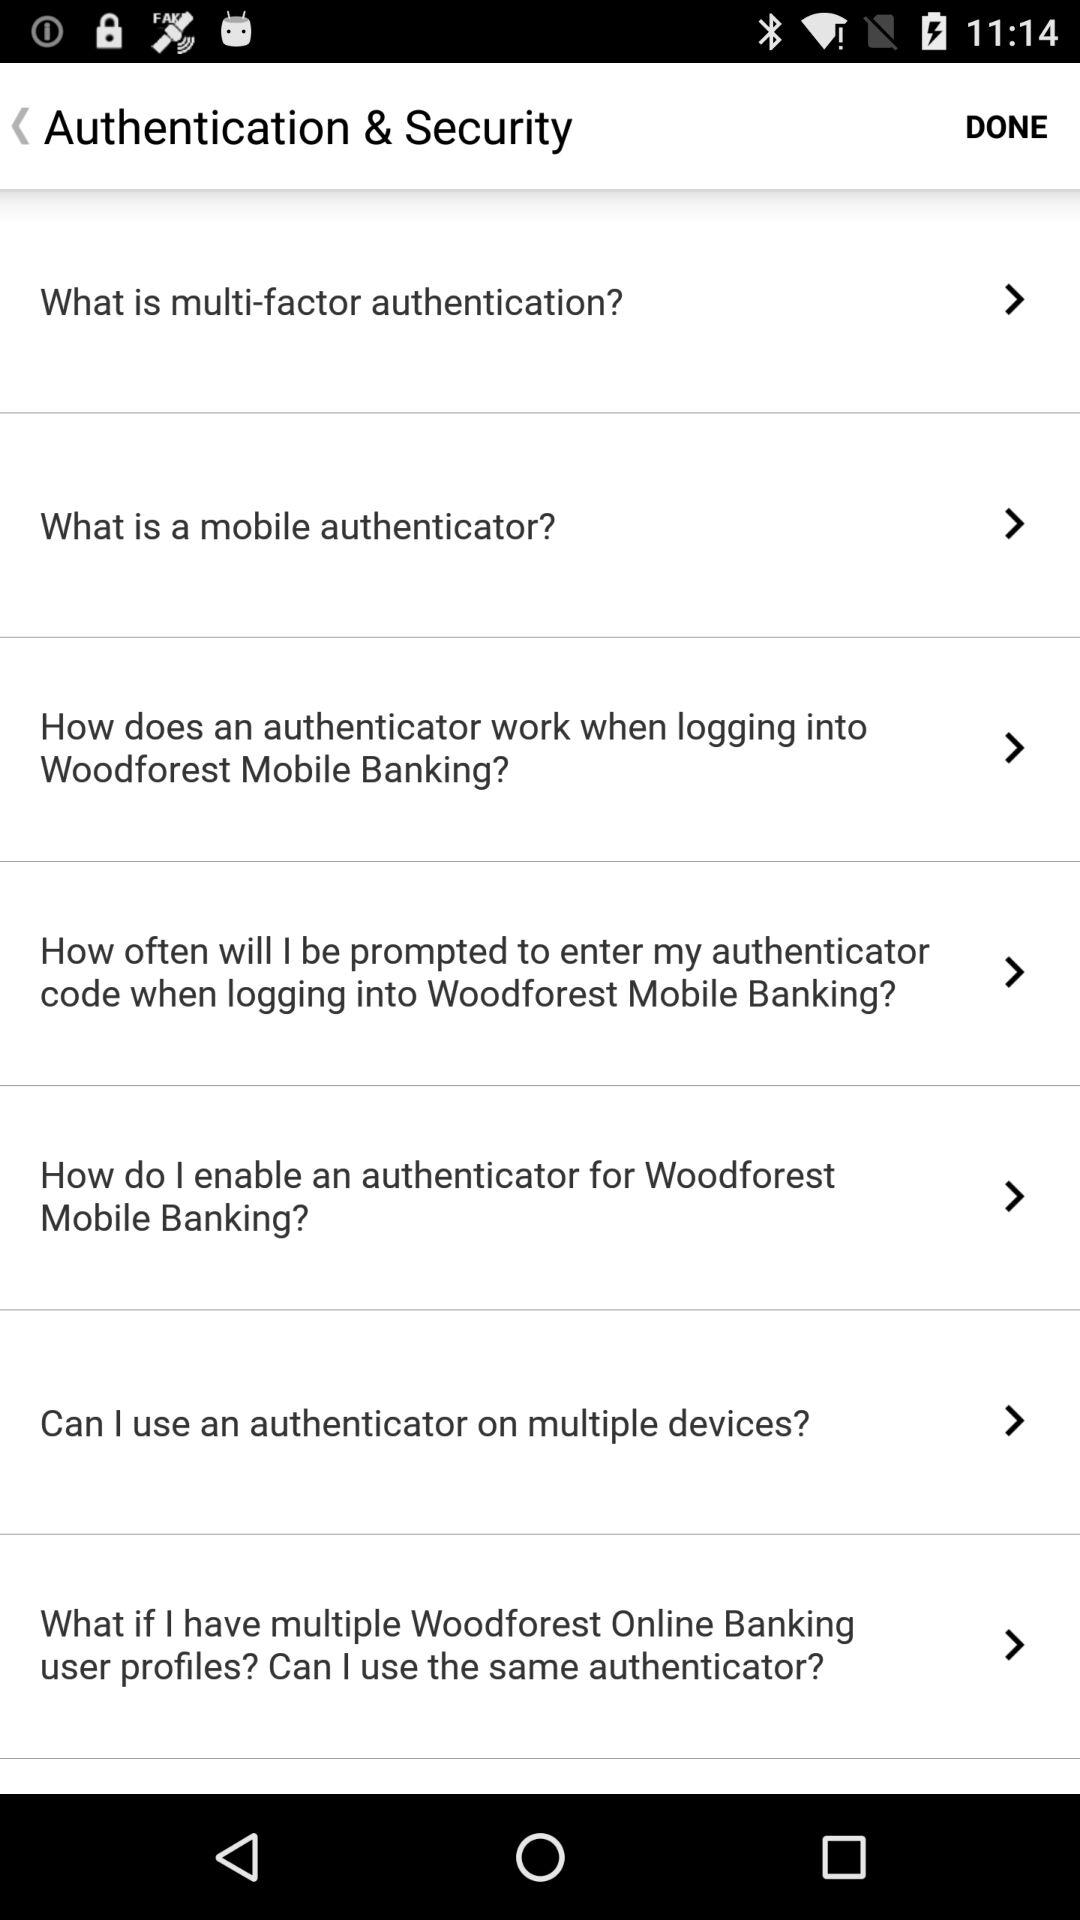 FAKE
11:14
Authentication & Security
DONE
What is multi-factor authentication?
What is a mobile authenticator?
How does an authenticator work when logging into
Woodforest Mobile Banking?
How often will I be prompted to enter my authenticator
code when logging into Woodforest Mobile Banking?
How do I enable an authenticator for Woodforest
Mobile Banking?
Can I use an authenticator on multiple devices?
What if I have multiple Woodforest Online Banking
user profiles? Can I use the same authenticator?